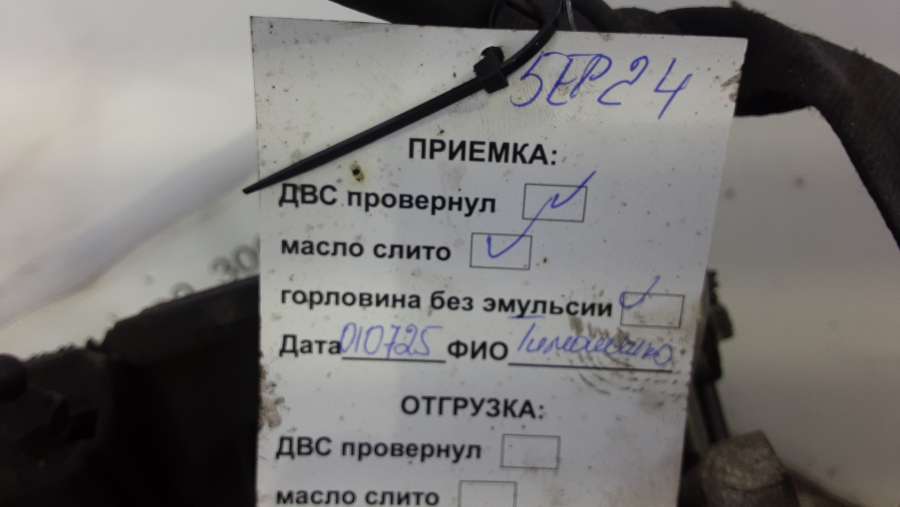 5EP24
ПРИЕМКА:
ДВС провернул
масло слито
горловина без эмульсии
Дата 010725 ФИО
ОТГРУЗКА:
ДВС провернул
масло слито